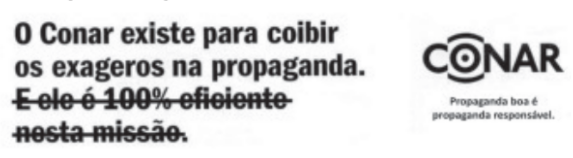 O Conar existe para coibir
os exageros na propaganda.
E ele é 100% eficiente
nesta missão.
CONAR
Propaganda boa é
propaganda responsável.